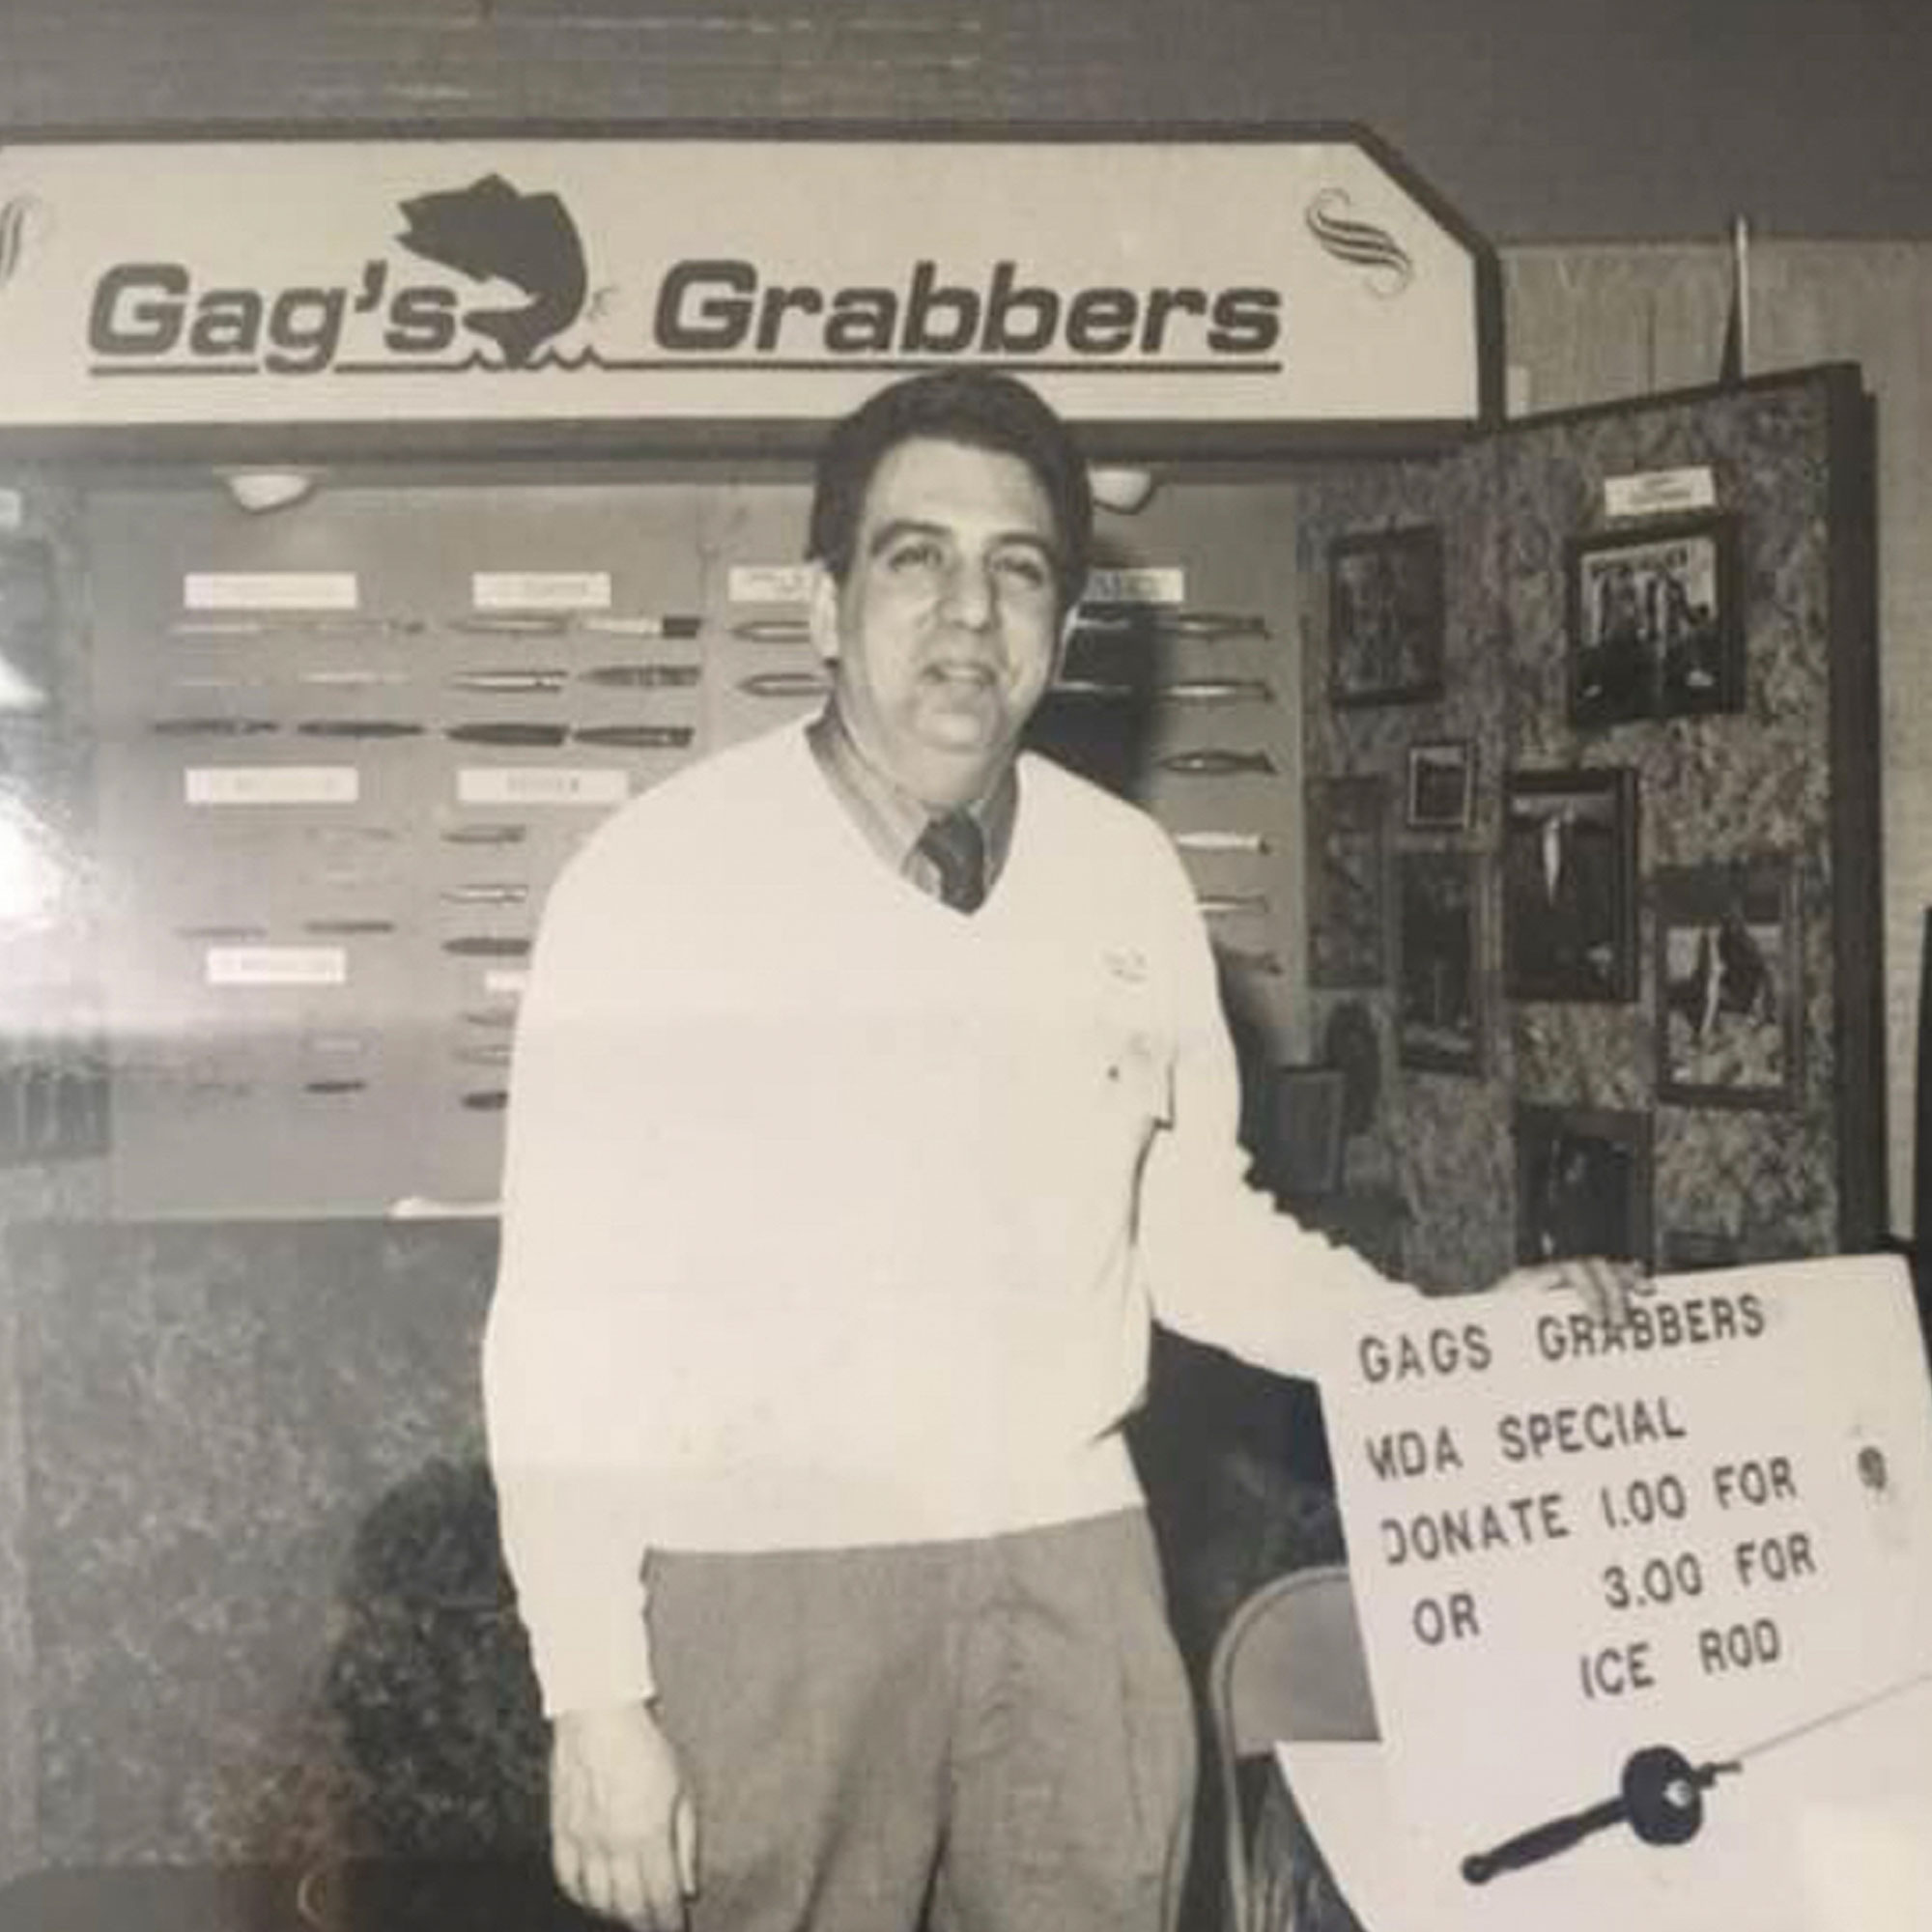 Gag's Grabbers
GAGS GRABBERS
MDA SPECIAL
DONATE 1.00 FOR
OR 3.00 FOR
ICE ROD